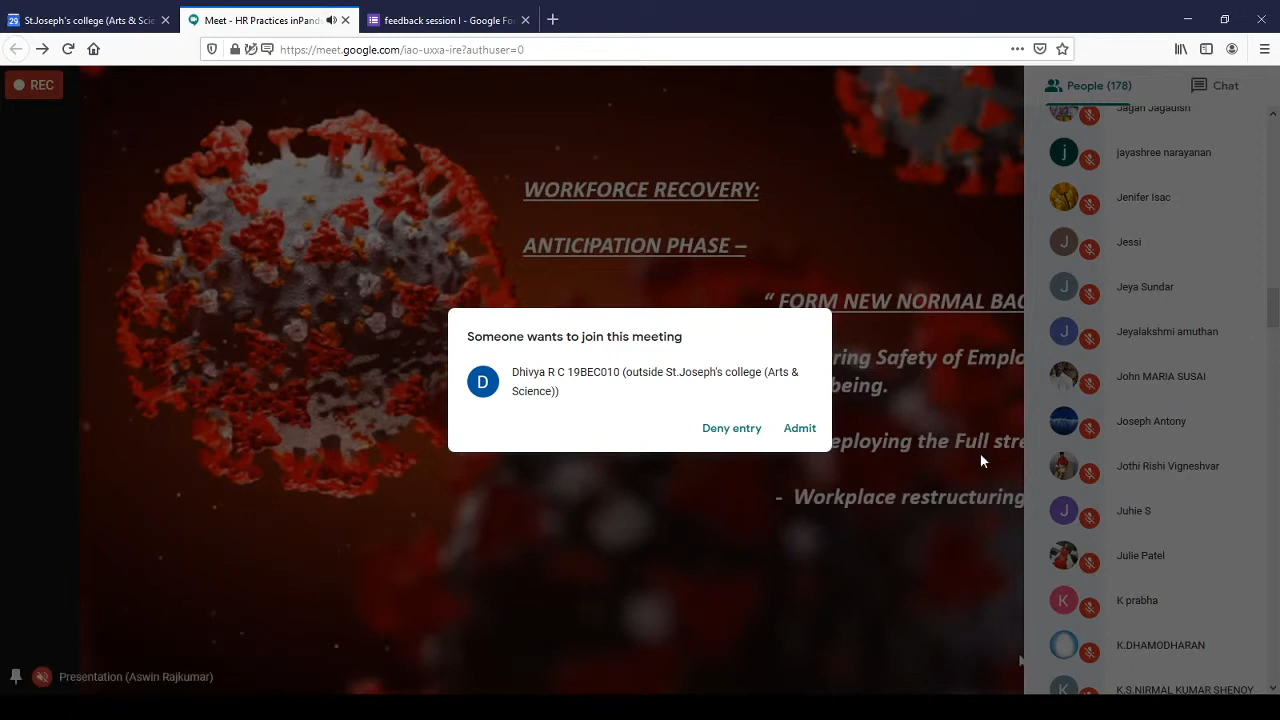 St.Joseph's college (Arts & Scie
Meet - HR Practices inPand
feedback session I - Google Fo
https://meet.google.com/iao-uxxa-ire?authuser=0
REC
People (178)
Chat
WORKFORCE RECOVERY:
ANTICIPATION PHASE –
“ FORM NEW NORMAL BAC
ring Safety of Emplo
being.
eploying the Full stre
- Workplace restructuring
Someone wants to join this meeting
D
Dhivya R C 19BEC010 (outside St.Joseph's college (Arts &
Science))
Deny entry
Admit
Jagan Jagadish
j
jayashree narayanan
Jenifer Isac
J
Jessi
J
Jeya Sundar
J
Jeyalakshmi amuthan
John MARIA SUSAI
Joseph Antony
Jothi Rishi Vigneshvar
J
Juhie S
Julie Patel
K
K prabha
K.DHAMODHARAN
K.S.NIRMAL KUMAR SHENOY
Presentation (Aswin Rajkumar)